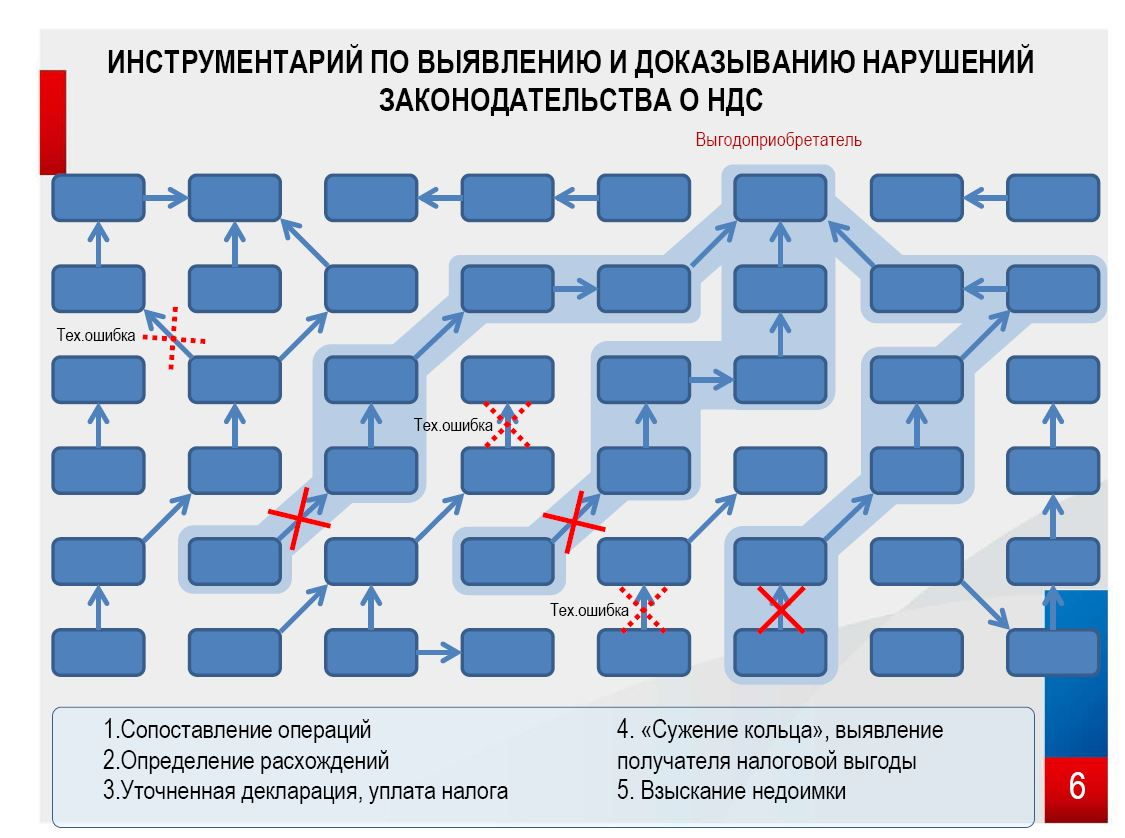 ИНСТРУМЕНТАРИЙ ПО ВЫЯВЛЕНИЮ И ДОКАЗЫВАНИЮ НАРУШЕНИЙ
ЗАКОНОДАТЕЛЬСТВА О НДС
Выгодоприобретатель
Тех.ошибка
Тех.ошибка
Тех.ошибка
1.Сопоставление операций
2.Определение расхождений
3.Уточненная декларация, уплата налога
4. «Сужение кольца», выявление
получателя налоговой выгоды
5. Взыскание недоимки
6